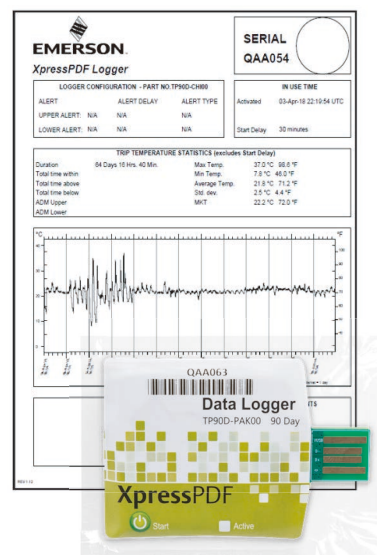 EMERSON
XpressPDF Logger
SERIAL
QAA054
LOGGER CONFIGURATION - PART NO.TP90D-CH00
ALERT ALERT DELAY ALERT TYPE
UPPER ALERT: N/A N/A N/A
LOWER ALERT: N/A N/A N/A
IN USE TIME
Activated 03-Apr-18 22:19:54 UTC
Start Delay 30 minutes
TRIP TEMPERATURE STATISTICS (excludes Start Delay)
Duration 64 Days 16 Hrs. 40 Min. Max Temp. 37.0 °C 98.6 °F
Total time within Min Temp. 7.8 °C 46.0 °F
Total time above Average Temp. 21.8 °C 71.2 °F
Total time below Std. dev. 2.5 °C 4.4 °F
ADM Upper MKT 22.2 °C 72.0 °F
ADM Lower
°C °F
QAA063
Data Logger
TP90D-PAK00 90 Day
XpressPDF
Start Active